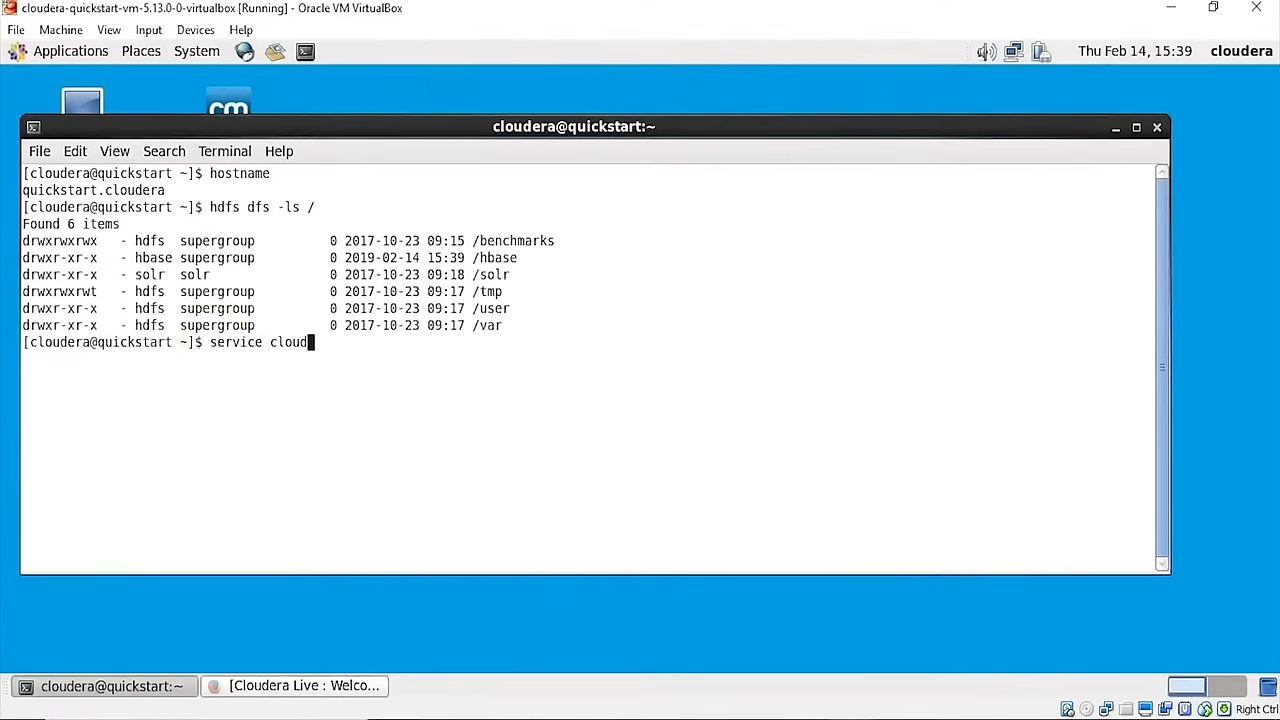 cloudera-quickstart-vm-5.13.0-0-virtualbox [Running] - Oracle VM VirtualBox
File Machine View Input Devices Help
Applications Places System Thu Feb 14, 15:39 cloudera
cm
cloudera@quickstart:~
File Edit View Search Terminal Help
[cloudera@quickstart ~]$ hostname
quickstart.cloudera
[cloudera@quickstart ~]$ hdfs dfs -ls /
Found 6 items
drwxrwxrwx   - hdfs  supergroup          0 2017-10-23 09:15 /benchmarks
drwxr-xr-x   - hbase supergroup          0 2019-02-14 15:39 /hbase
drwxr-xr-x   - solr  solr                0 2017-10-23 09:18 /solr
drwxrwxrwt   - hdfs  supergroup          0 2017-10-23 09:17 /tmp
drwxr-xr-x   - hdfs  supergroup          0 2017-10-23 09:17 /user
drwxr-xr-x   - hdfs  supergroup          0 2017-10-23 09:17 /var
[cloudera@quickstart ~]$ service cloud
cloudera@quickstart:~ [Cloudera Live : Welco...
Right Ctrl